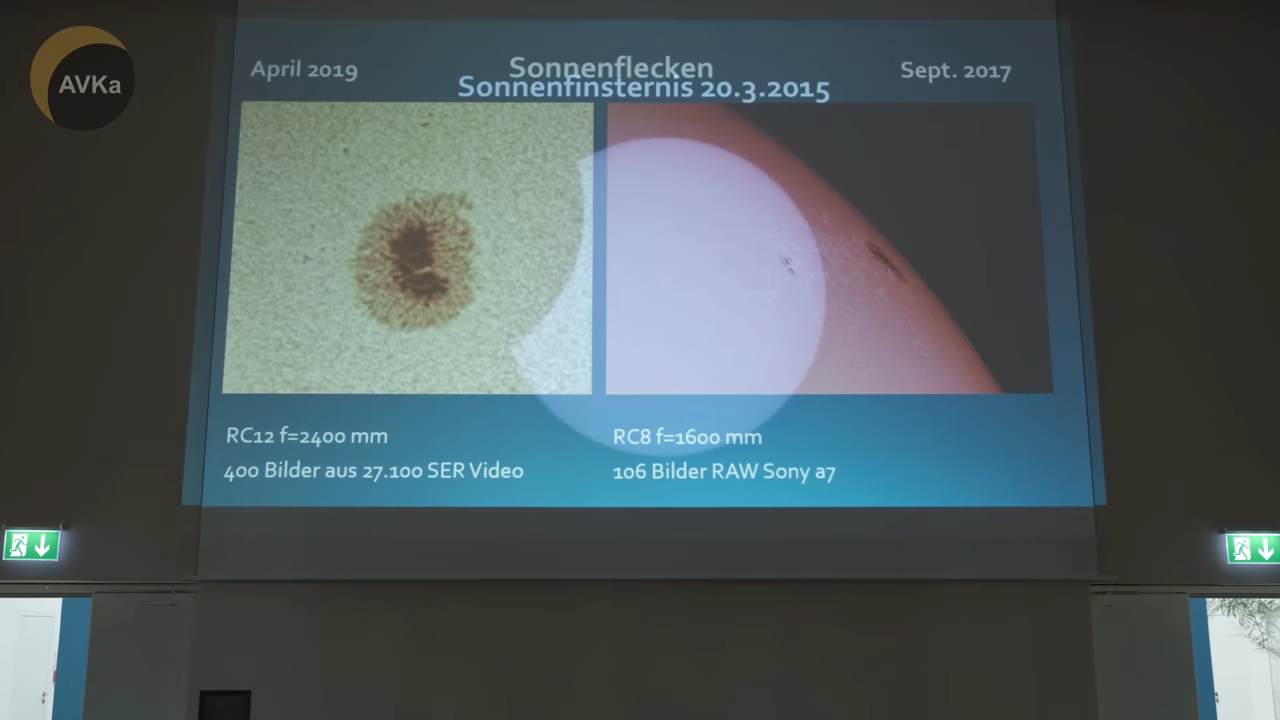 AVKa
April 2019
Sonnenflecken
Sept. 2017
Sonnenfinsternis 20.3.2015
RC12 f=2400 mm
400 Bilder aus 27.100 SER Video
RC8 f=1600 mm
106 Bilder RAW Sony a7